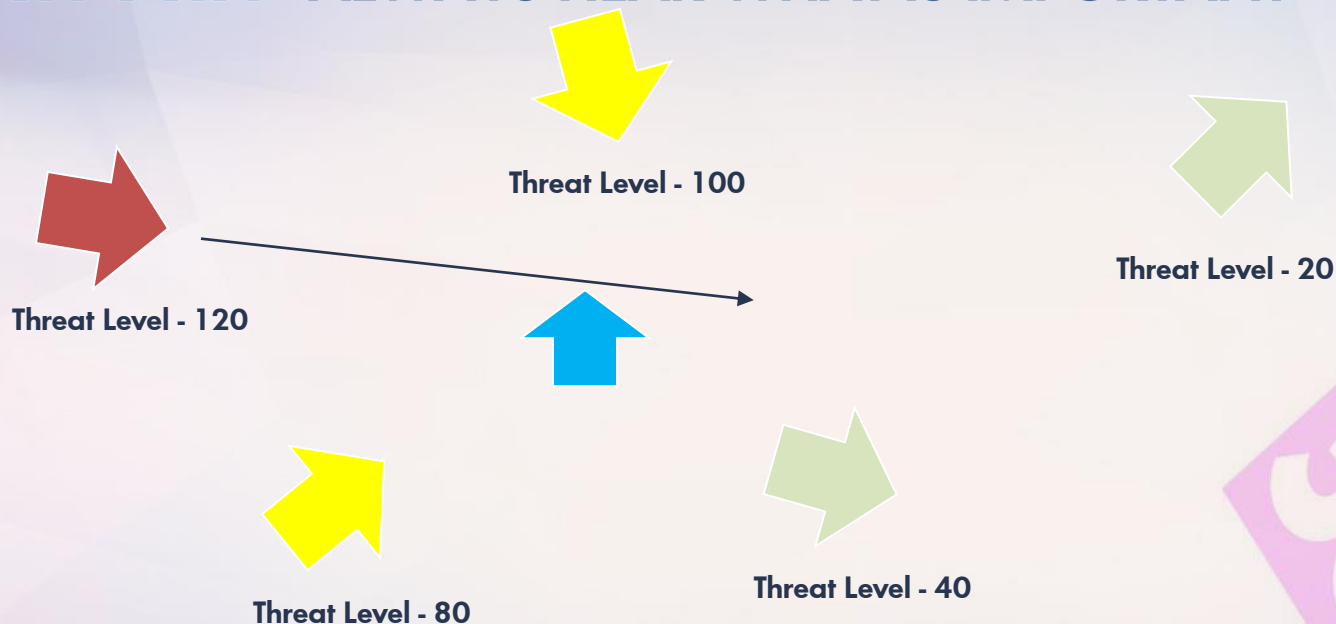 Threat Level - 100
Threat Level - 20
Threat Level - 120
Threat Level - 40
Threat Level - 80